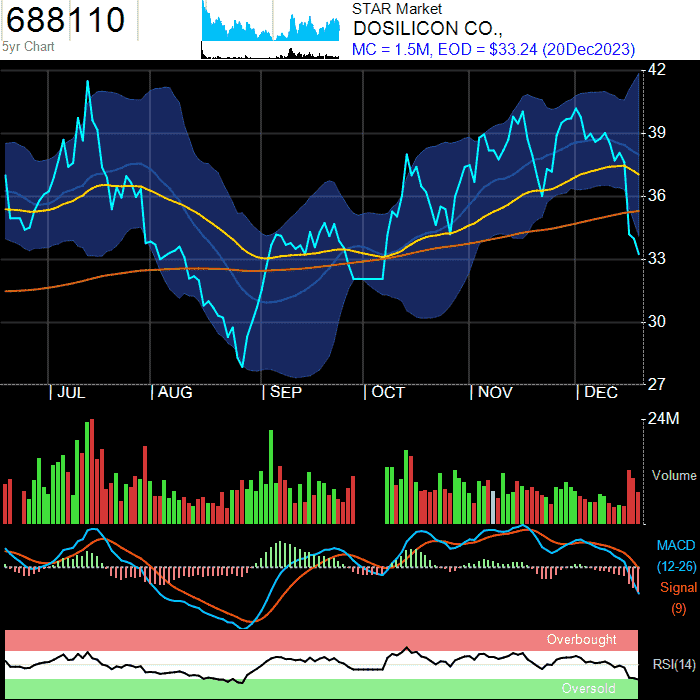 688110
5yr Chart
STAR Market
DOSILICON CO.,
MC = 1.5M, EOD = $33.24 (20Dec2023)
42
39
36
33
30
27
JUL
AUG
SEP
OCT
NOV
DEC
24M
Volume
MACD
(12-26)
Signal
(9)
Overbought
RSI(14)
Oversold